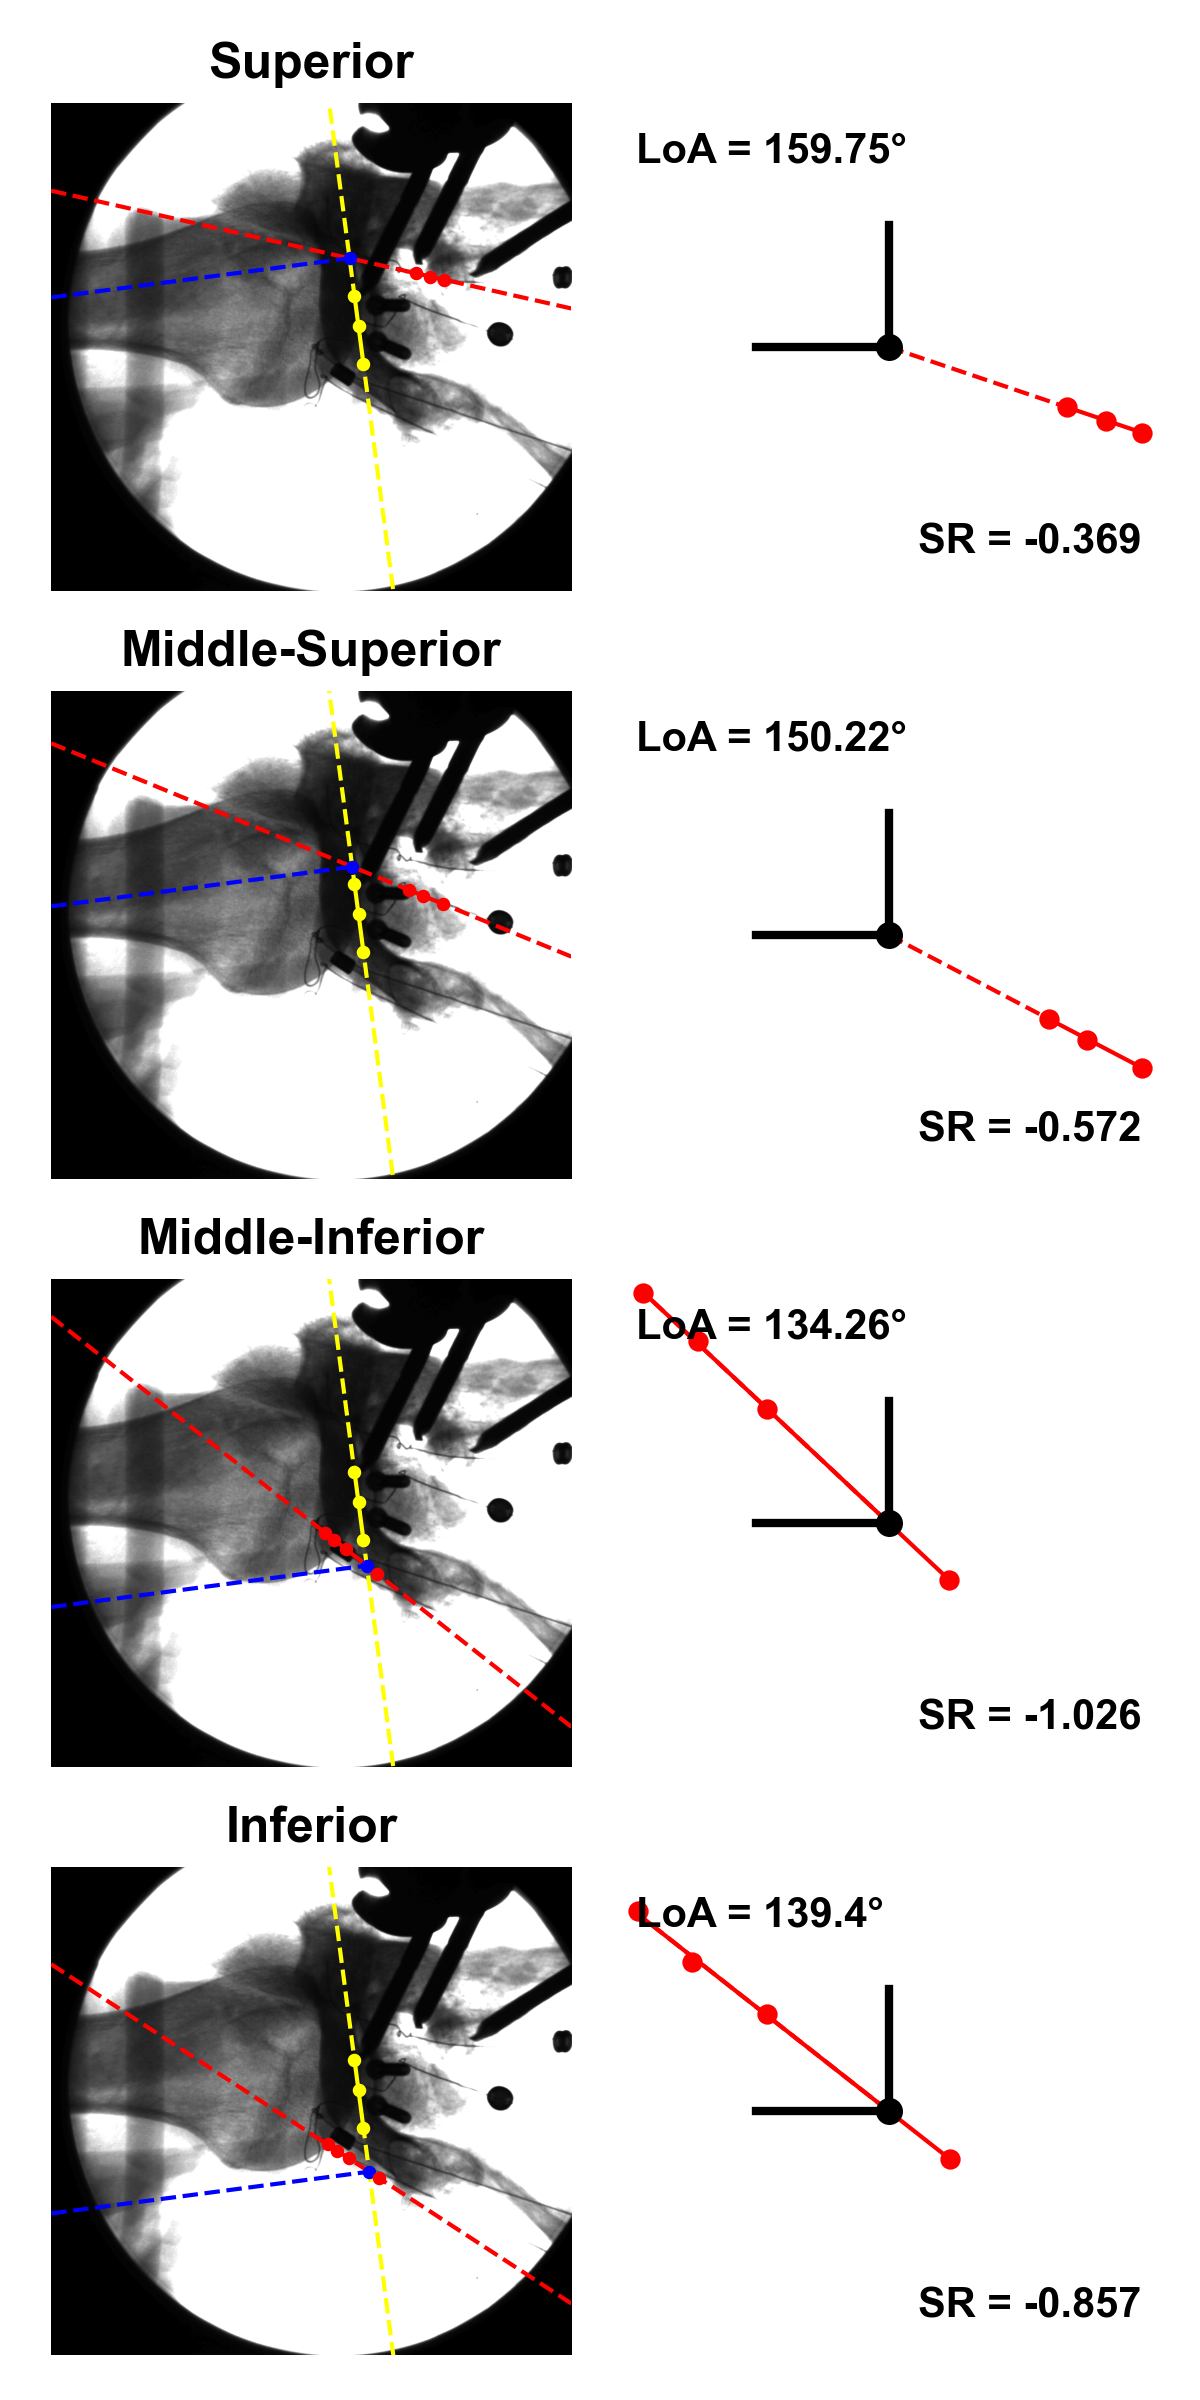 Superior
LoA = 159.75°
SR = -0.369
Middle-Superior
LoA = 150.22°
SR = -0.572
Middle-Inferior
LoA = 134.26°
SR = -1.026
Inferior
LoA = 139.4°
SR = -0.857